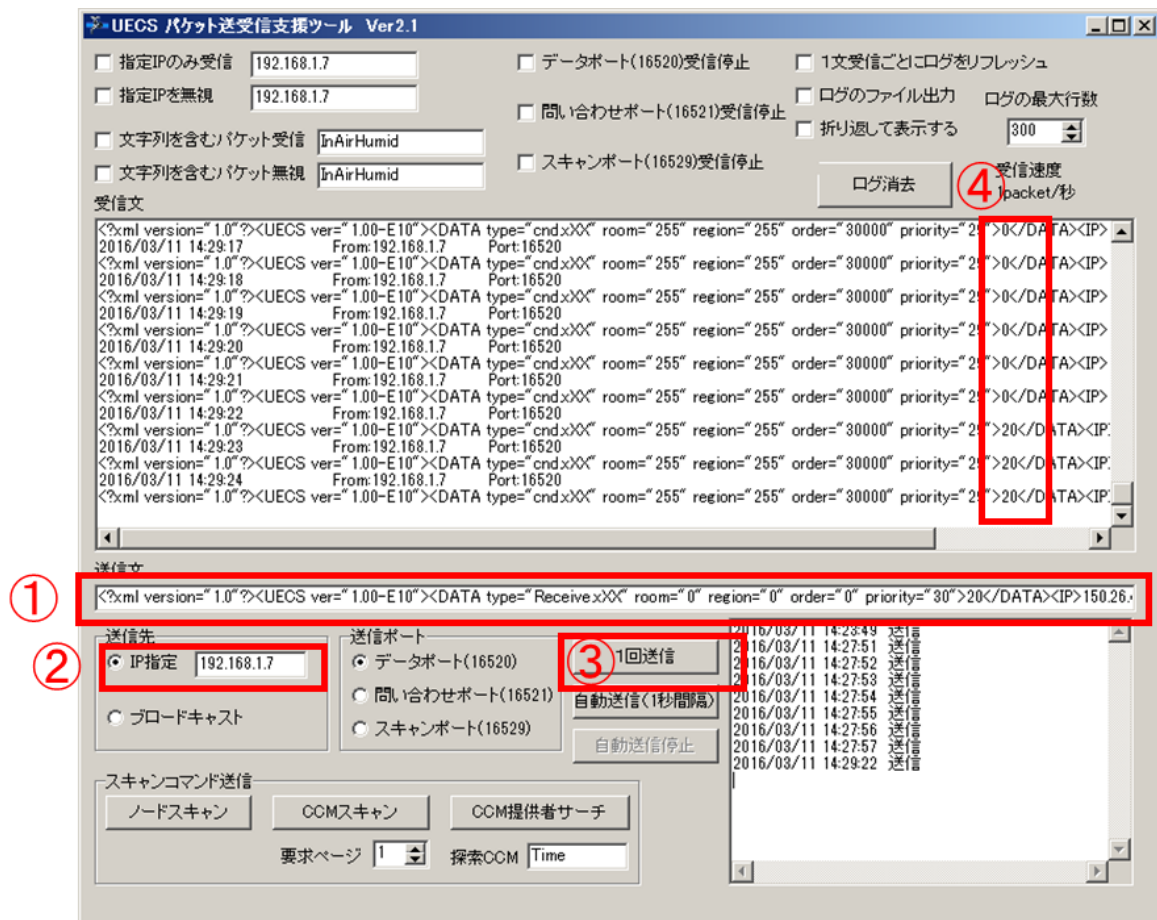 UECS パケット送受信支援ツール Ver2.1
指定IPのみ受信 192.168.1.7 データポート(16520)受信停止 1文受信ごとにログをリフレッシュ
指定IPを無視 192.168.1.7 問い合わせポート(16521)受信停止 ログのファイル出力 ログの最大行数
文字列を含むパケット受信 InAirHumid 折り返して表示する 300
文字列を含むパケット無視 InAirHumid スキャンポート(16529)受信停止 ログ消去 ④ 受信速度
1packet/秒
受信文
<?xml version="1.0"?><UECS ver="1.00-E10"><DATA type="cnd.xXX" room="255" region="255" order="30000" priority="29">0</DATA><IP>
2016/03/11 14:29:17 From:192.168.1.7 Port:16520
<?xml version="1.0"?><UECS ver="1.00-E10"><DATA type="cnd.xXX" room="255" region="255" order="30000" priority="29">0</DATA><IP>
2016/03/11 14:29:18 From:192.168.1.7 Port:16520
<?xml version="1.0"?><UECS ver="1.00-E10"><DATA type="cnd.xXX" room="255" region="255" order="30000" priority="29">0</DATA><IP>
2016/03/11 14:29:19 From:192.168.1.7 Port:16520
<?xml version="1.0"?><UECS ver="1.00-E10"><DATA type="cnd.xXX" room="255" region="255" order="30000" priority="29">0</DATA><IP>
2016/03/11 14:29:20 From:192.168.1.7 Port:16520
<?xml version="1.0"?><UECS ver="1.00-E10"><DATA type="cnd.xXX" room="255" region="255" order="30000" priority="29">0</DATA><IP>
2016/03/11 14:29:21 From:192.168.1.7 Port:16520
<?xml version="1.0"?><UECS ver="1.00-E10"><DATA type="cnd.xXX" room="255" region="255" order="30000" priority="29">0</DATA><IP>
2016/03/11 14:29:22 From:192.168.1.7 Port:16520
<?xml version="1.0"?><UECS ver="1.00-E10"><DATA type="cnd.xXX" room="255" region="255" order="30000" priority="29">20</DATA><IP>
2016/03/11 14:29:23 From:192.168.1.7 Port:16520
<?xml version="1.0"?><UECS ver="1.00-E10"><DATA type="cnd.xXX" room="255" region="255" order="30000" priority="29">20</DATA><IP>
2016/03/11 14:29:24 From:192.168.1.7 Port:16520
<?xml version="1.0"?><UECS ver="1.00-E10"><DATA type="cnd.xXX" room="255" region="255" order="30000" priority="29">20</DATA><IP>
送信文
① <?xml version="1.0"?><UECS ver="1.00-E10"><DATA type="Receive.xXX" room="0" region="0" order="0" priority="30">20</DATA><IP>150.26.
送信先
② IP指定 192.168.1.7
ブロードキャスト
送信ポート
データポート(16520)
問い合わせポート(16521)
スキャンポート(16529)
③ 1回送信
自動送信(1秒間隔)
自動送信停止
2016/03/11 14:23:49 送信
2016/03/11 14:27:51 送信
2016/03/11 14:27:52 送信
2016/03/11 14:27:53 送信
2016/03/11 14:27:54 送信
2016/03/11 14:27:55 送信
2016/03/11 14:27:56 送信
2016/03/11 14:27:57 送信
2016/03/11 14:29:22 送信
スキャンコマンド送信
ノードスキャン CCMスキャン CCM提供者サーチ
要求ページ 1 探索CCM Time